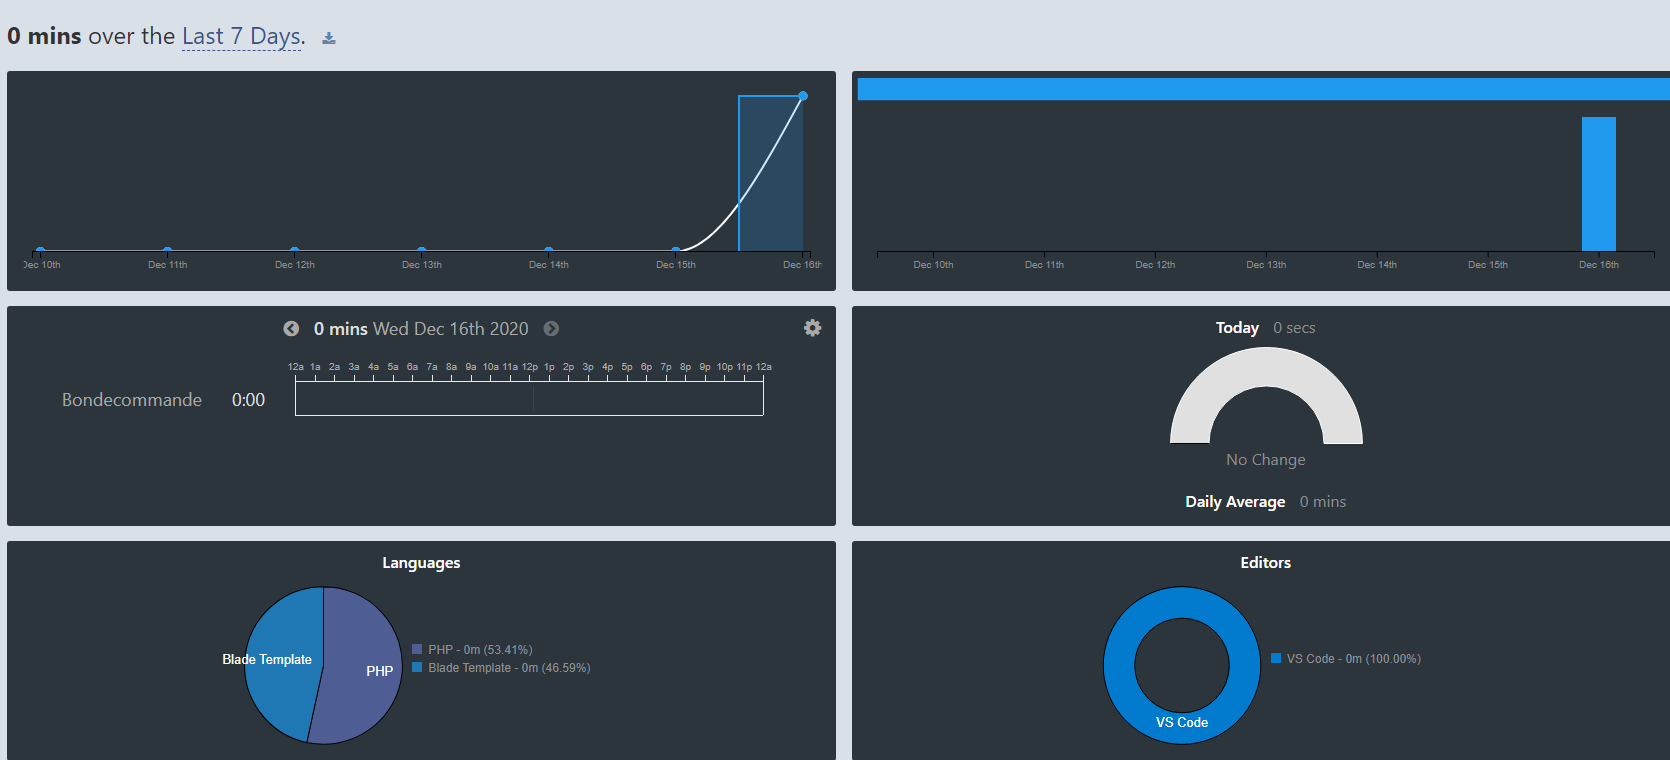 0 mins over the Last 7 Days.
Dec 10th Dec 11th Dec 12th Dec 13th Dec 14th Dec 15th Dec 16th
Dec 10th Dec 11th Dec 12th Dec 13th Dec 14th Dec 15th Dec 16th
0 mins Wed Dec 16th 2020
12a 1a 2a 3a 4a 5a 6a 7a 8a 9a 10a 11a 12p 1p 2p 3p 4p 5p 6p 7p 8p 9p 10p 11p 12a
Bondecommande 0:00
Today 0 secs
No Change
Daily Average 0 mins
Languages
Blade Template
PHP
PHP - 0m (53.41%)
Blade Template - 0m (46.59%)
Editors
VS Code - 0m (100.00%)
VS Code